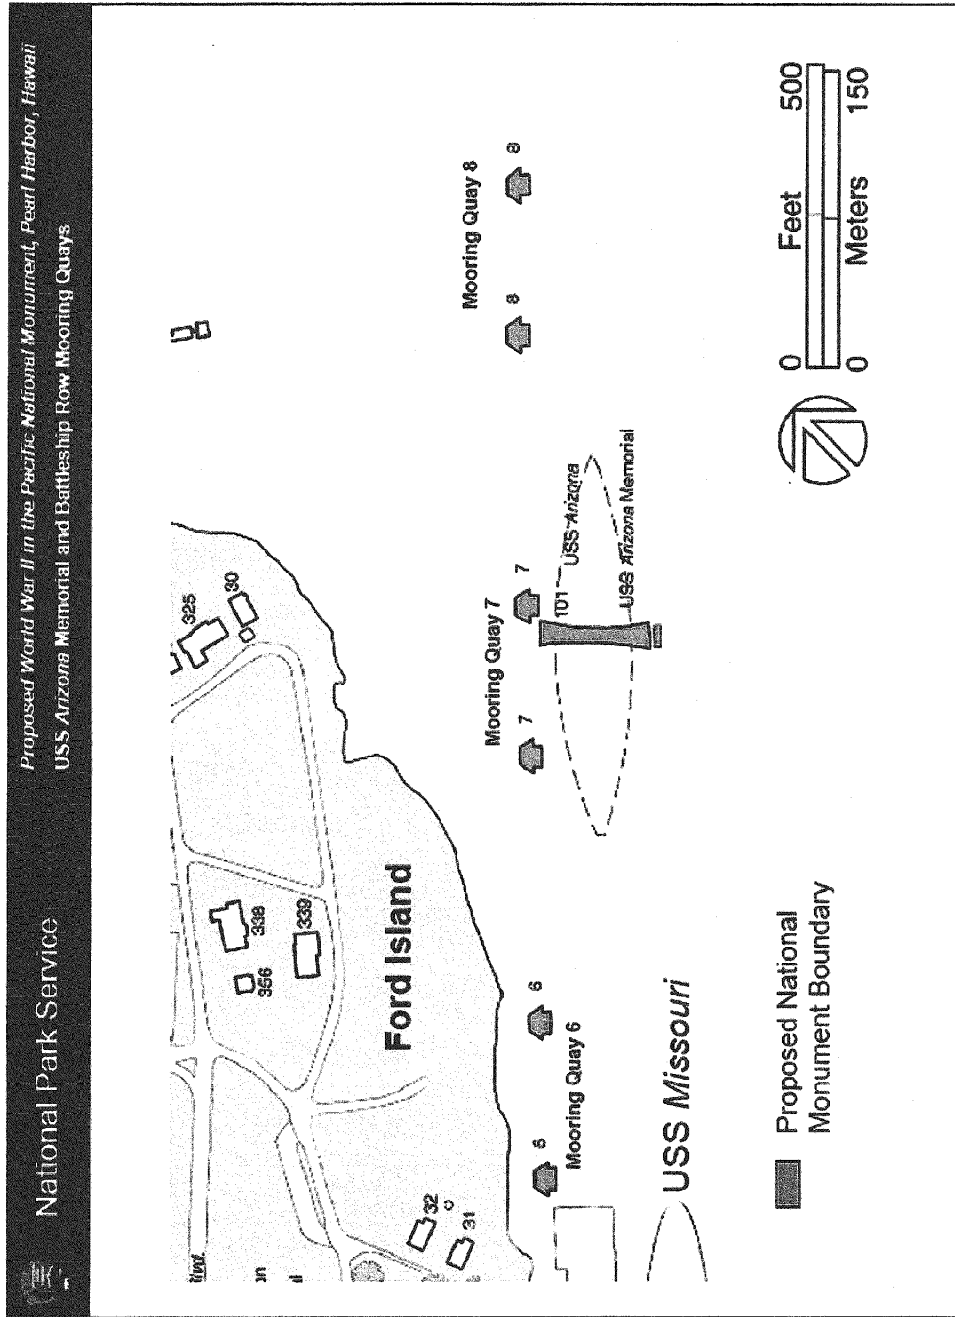 National Park Service
Proposed World War II in the Pacific National Monument, Pearl Harbor, Hawaii
USS Arizona Memorial and Battleship Row Mooring Quays
325
30
338
356
339
32
31
Ford Island
Mooring Quay 8
8
8
Mooring Quay 7
7
7
6
Mooring Quay 6
101
USS Arizona
USS Arizona Memorial
USS Missouri
Proposed National
Monument Boundary
0 Feet 500
0 Meters 150